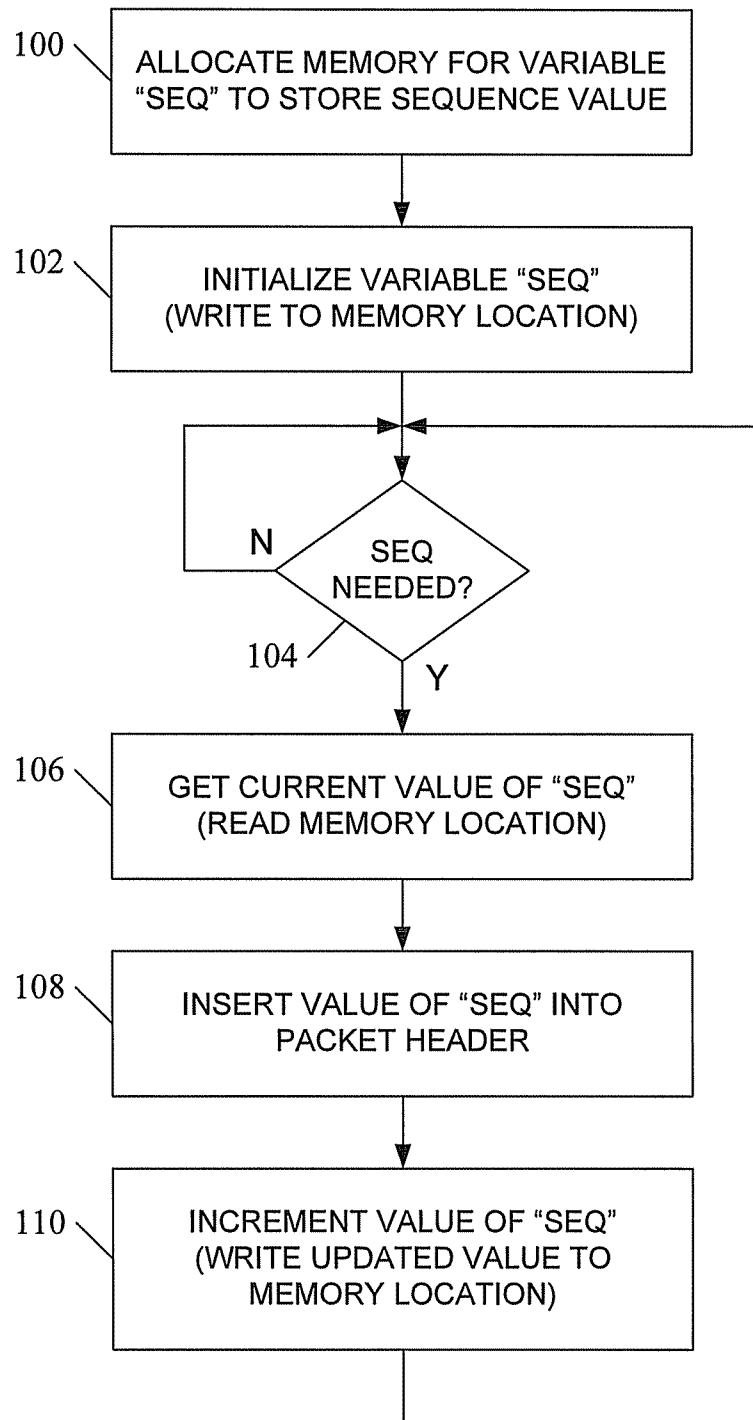 100
ALLOCATE MEMORY FOR VARIABLE
“SEQ” TO STORE SEQUENCE VALUE
102
INITIALIZE VARIABLE “SEQ”
(WRITE TO MEMORY LOCATION)
N
SEQ
NEEDED?
104
Y
106
GET CURRENT VALUE OF “SEQ”
(READ MEMORY LOCATION)
108
INSERT VALUE OF “SEQ” INTO
PACKET HEADER
110
INCREMENT VALUE OF “SEQ”
(WRITE UPDATED VALUE TO
MEMORY LOCATION)